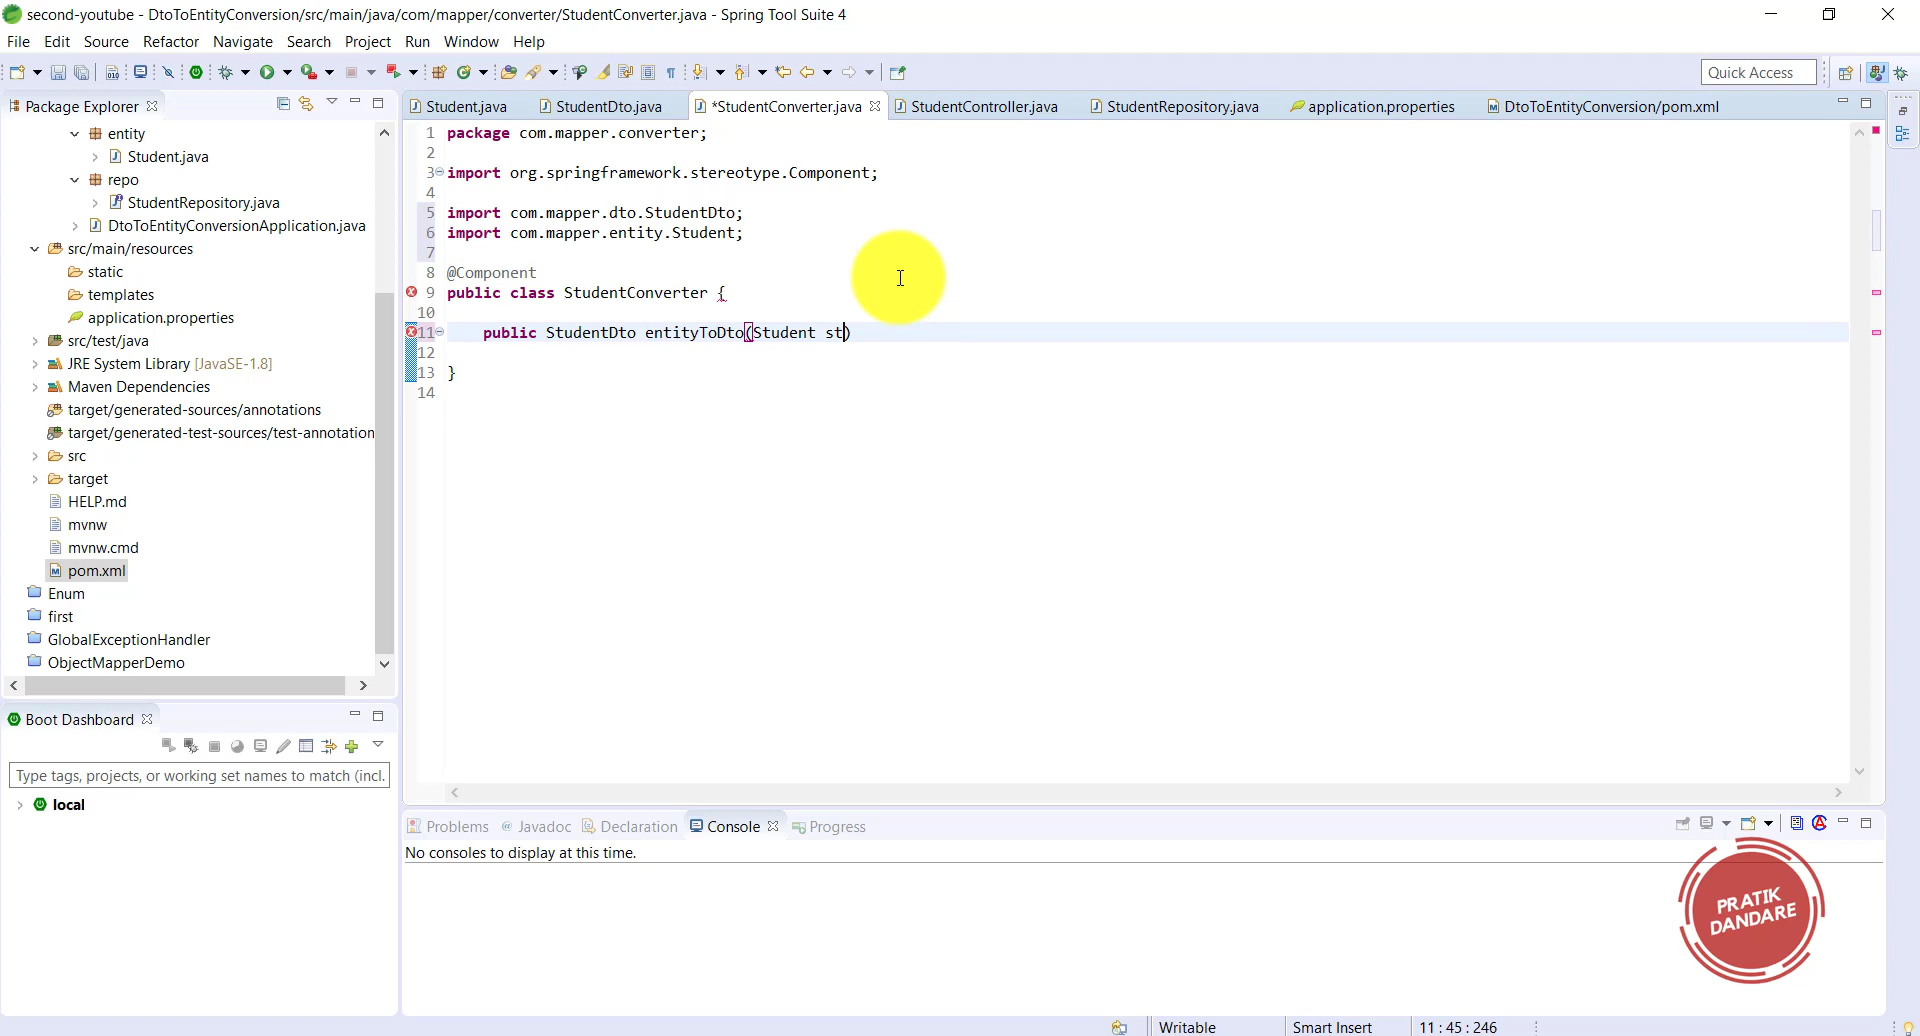 second-youtube - DtoToEntityConversion/src/main/java/com/mapper/converter/StudentConverter.java - Spring Tool Suite 4
File Edit Source Refactor Navigate Search Project Run Window Help
Quick Access
Package Explorer
entity
Student.java
repo
StudentRepository.java
DtoToEntityConversionApplication.java
src/main/resources
static
templates
application.properties
src/test/java
JRE System Library [JavaSE-1.8]
Maven Dependencies
target/generated-sources/annotations
target/generated-test-sources/test-annotation
src
target
HELP.md
mvnw
mvnw.cmd
pom.xml
Enum
first
GlobalExceptionHandler
ObjectMapperDemo
Boot Dashboard
Type tags, projects, or working set names to match (incl.
local
Student.java StudentDto.java *StudentConverter.java StudentController.java StudentRepository.java application.properties DtoToEntityConversion/pom.xml
1 package com.mapper.converter;
2
3 import org.springframework.stereotype.Component;
4
5 import com.mapper.dto.StudentDto;
6 import com.mapper.entity.Student;
7
8 @Component
9 public class StudentConverter {
10
11 public StudentDto entityToDto(Student st)
12
13 }
14
Problems Javadoc Declaration Console Progress
No consoles to display at this time.
PRATIK
DANDARE
Writable Smart Insert 11 : 45 : 246